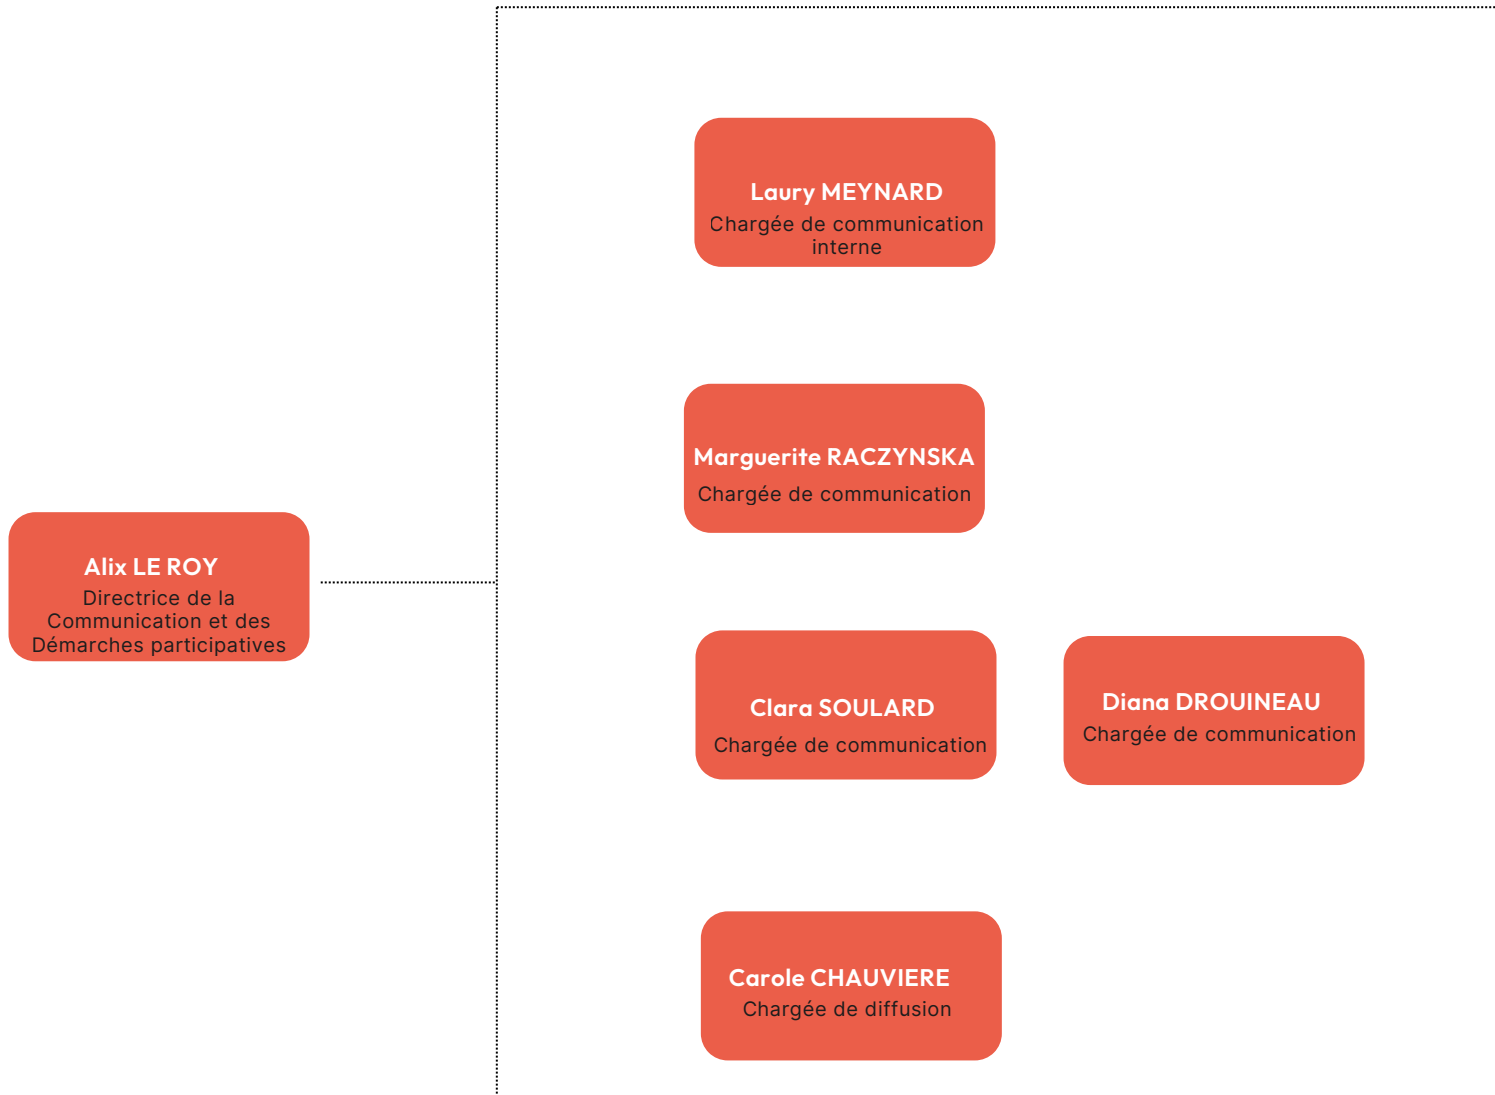 Laury MEYNARD
Chargée de communication
interne
Marguerite RACZYNSKA
Chargée de communication
Alix LE ROY
Directrice de la
Communication et des
Démarches participatives
Clara SOULARD
Chargée de communication
Diana DROUINEAU
Chargée de communication
Carole CHAUVIERE
Chargée de diffusion